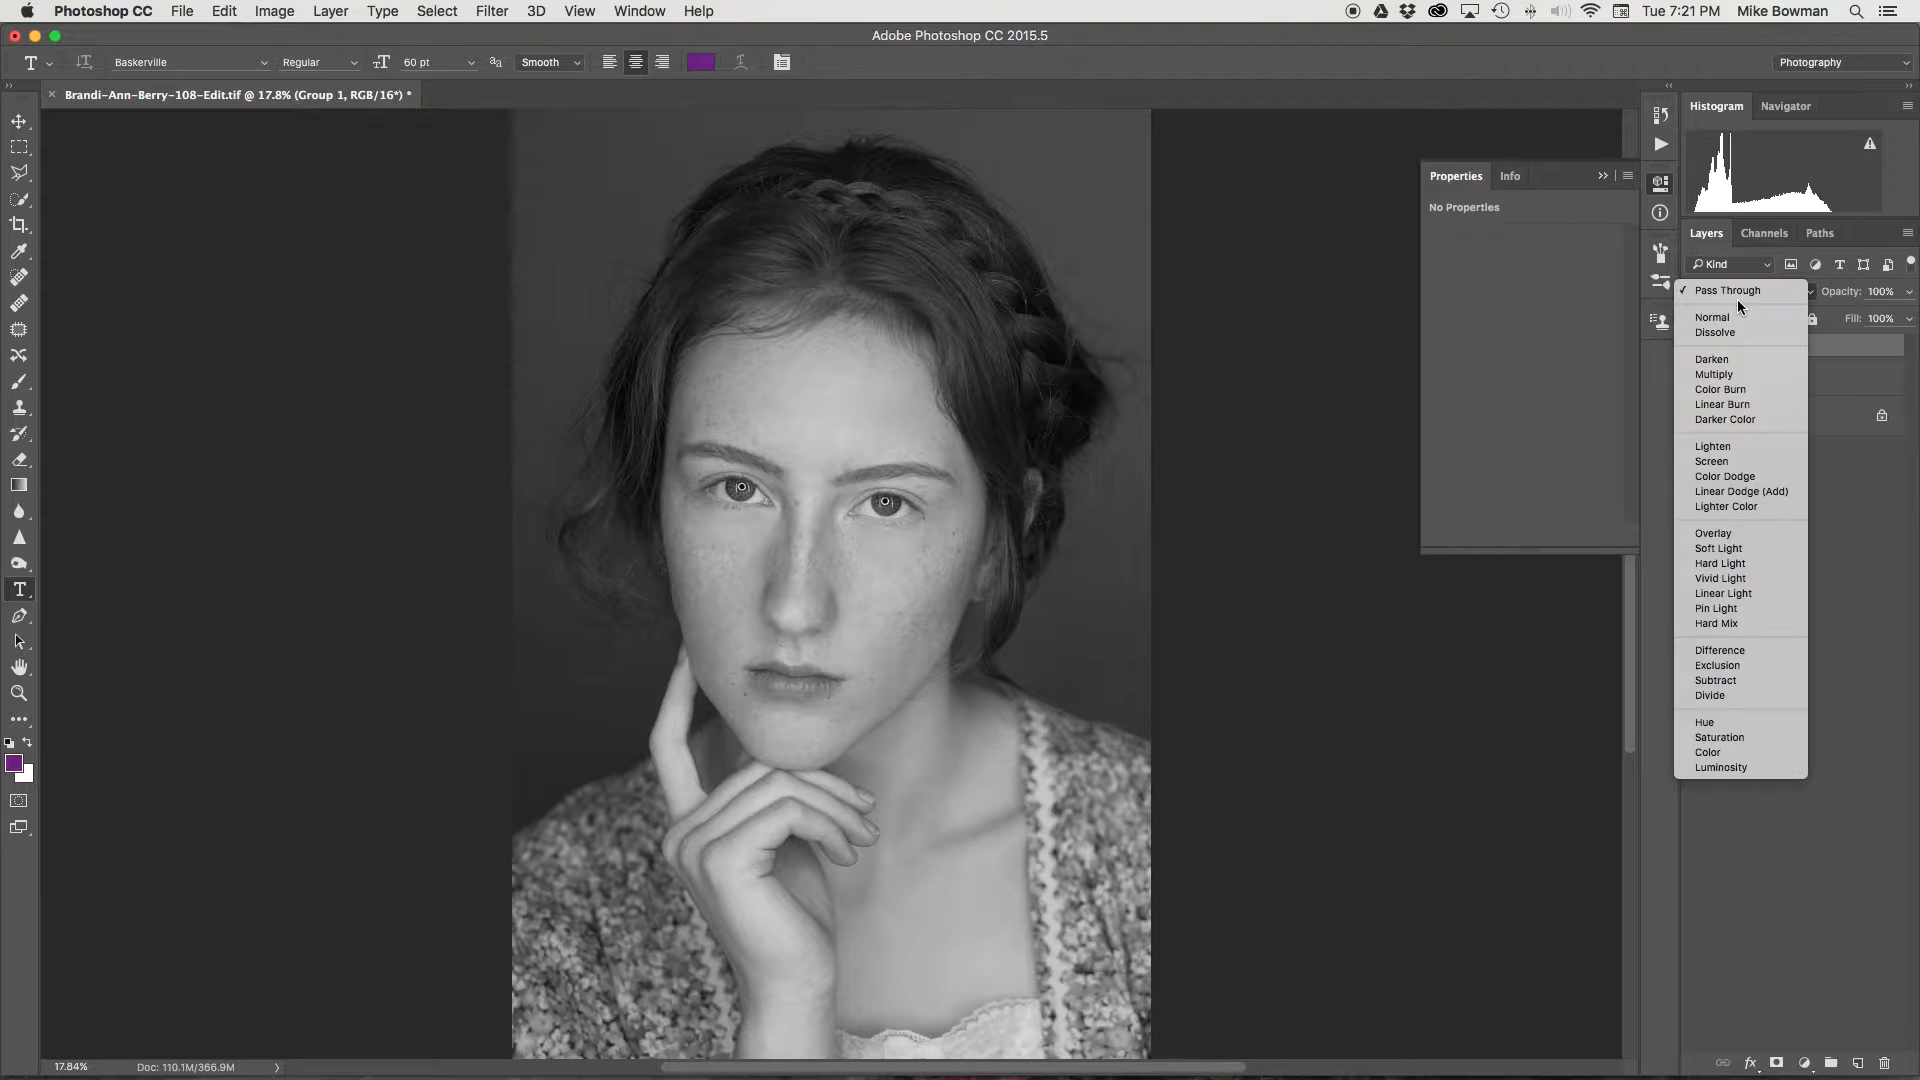 Photoshop CC File Edit Image Layer Type Select Filter 3D View Window Help Tue 7:21 PM Mike Bowman
Adobe Photoshop CC 2015.5
Baskerville Regular 60 pt Smooth Photography
Brandi-Ann-Berry-108-Edit.tif @ 17.8% (Group 1, RGB/16*) *
Histogram Navigator
Properties Info
No Properties
Layers Channels Paths
Kind
Pass Through Opacity: 100%
Normal Fill: 100%
Dissolve
Darken
Multiply
Color Burn
Linear Burn
Darker Color
Lighten
Screen
Color Dodge
Linear Dodge (Add)
Lighter Color
Overlay
Soft Light
Hard Light
Vivid Light
Linear Light
Pin Light
Hard Mix
Difference
Exclusion
Subtract
Divide
Hue
Saturation
Color
Luminosity
17.84% Doc: 110.1M/366.9M